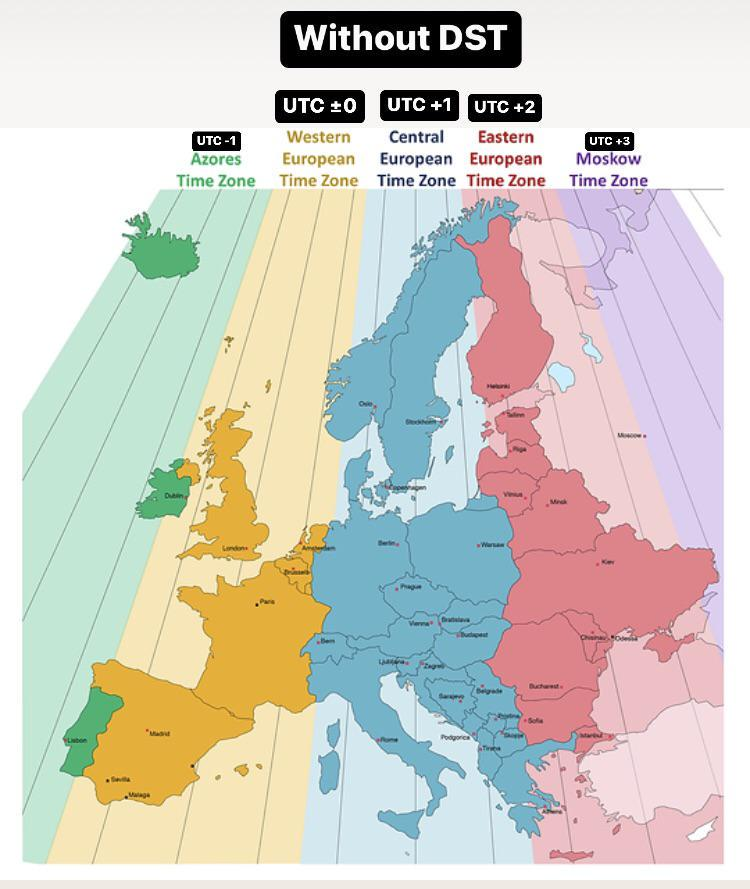 Without DST
UTC ±0
UTC +1
UTC +2
UTC -1
UTC +3
Azores
Time Zone
Western
European
Time Zone
Central
European
Time Zone
Eastern
European
Time Zone
Moskow
Time Zone
Helsinki
Oslo
Stockholm
Tallinn
Riga
Moscow
Copenhagen
Vilnius
Minsk
Dublin
London
Amsterdam
Berlin
Warsaw
Brussels
Kiev
Paris
Prague
Vienna
Bratislava
Budapest
Bern
Chisinau
Odessa
Ljubljana
Zagreb
Bucharest
Belgrade
Sarajevo
Pristina
Sofia
Skopje
Istanbul
Podgorica
Tirana
Rome
Lisbon
Madrid
Sevilla
Malaga
Athens